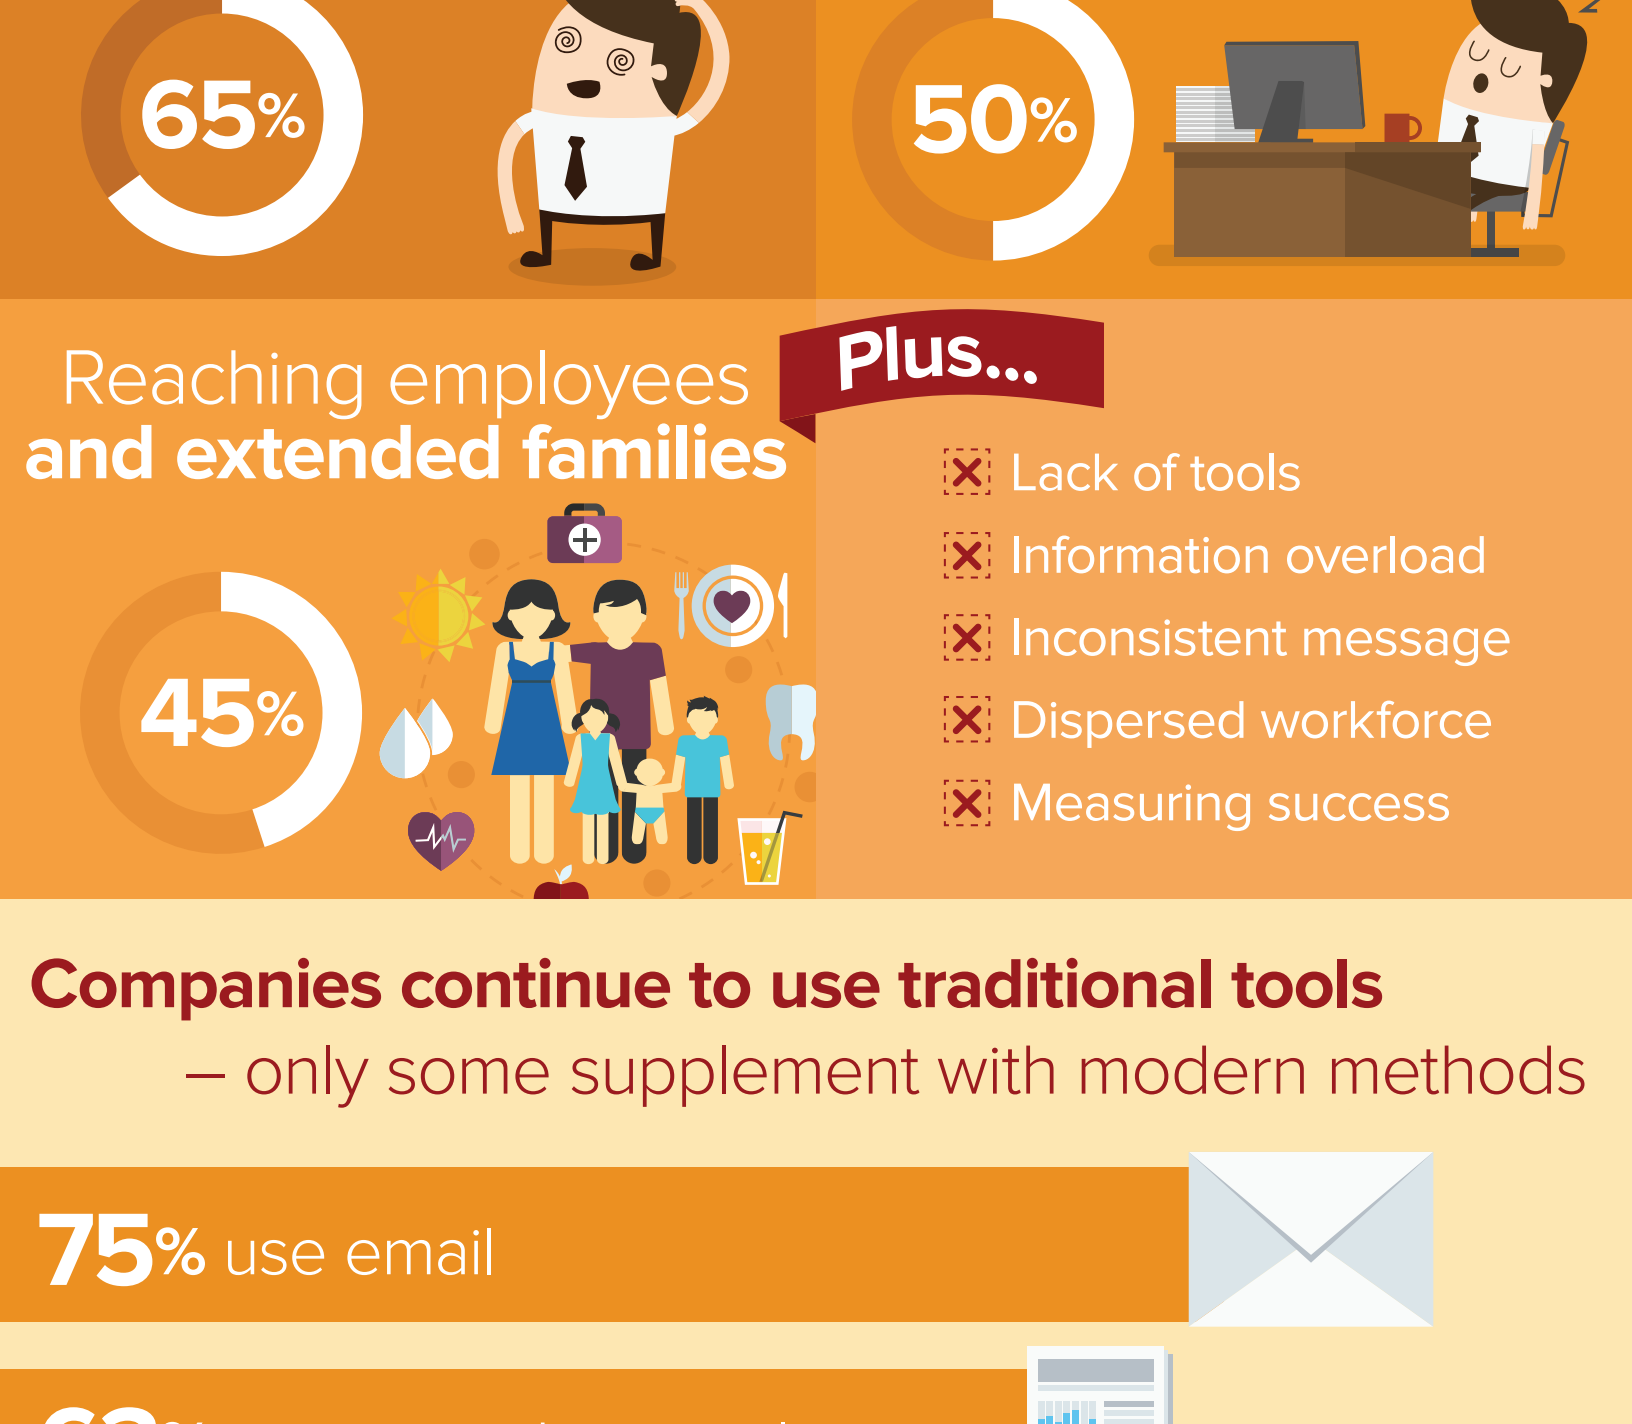 65%
50%
Reaching employees
and extended families
45%
Plus...
Lack of tools
Information overload
Inconsistent message
Dispersed workforce
Measuring success
Companies continue to use traditional tools
– only some supplement with modern methods
75% use email